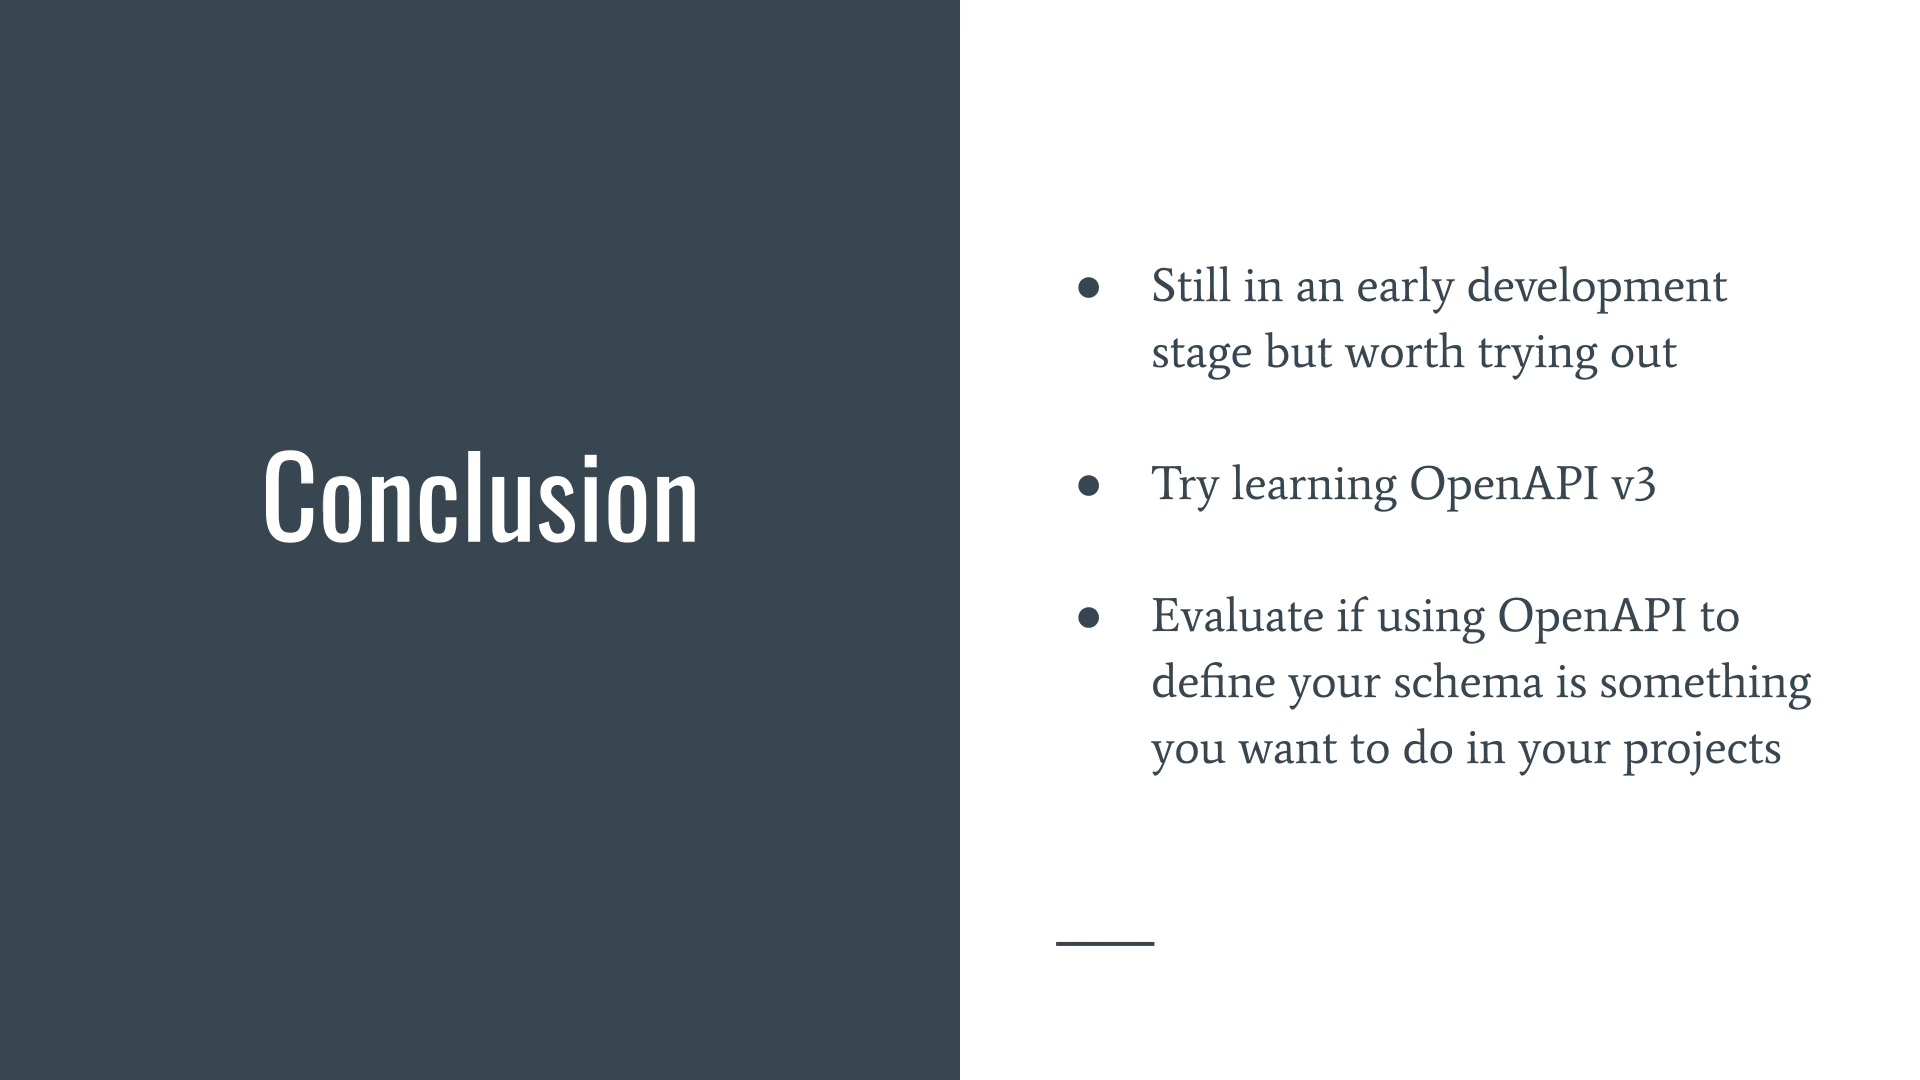 Conclusion
● Still in an early development
stage but worth trying out
● Try learning OpenAPI v3
● Evaluate if using OpenAPI to
define your schema is something
you want to do in your projects